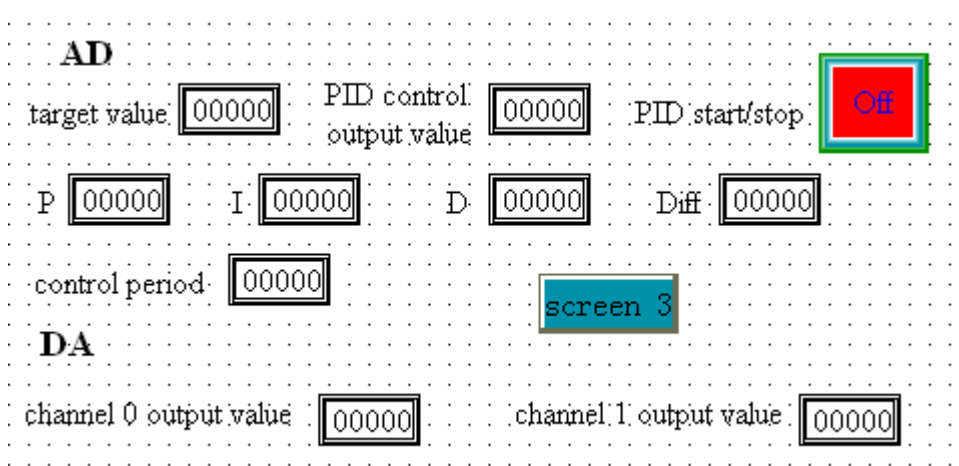 AD
target value 00000 PID control output value 00000 PID start/stop Off
P 00000 I 00000 D 00000 Diff 00000
control period 00000 screen 3
DA
channel 0 output value 00000 channel 1 output value 00000